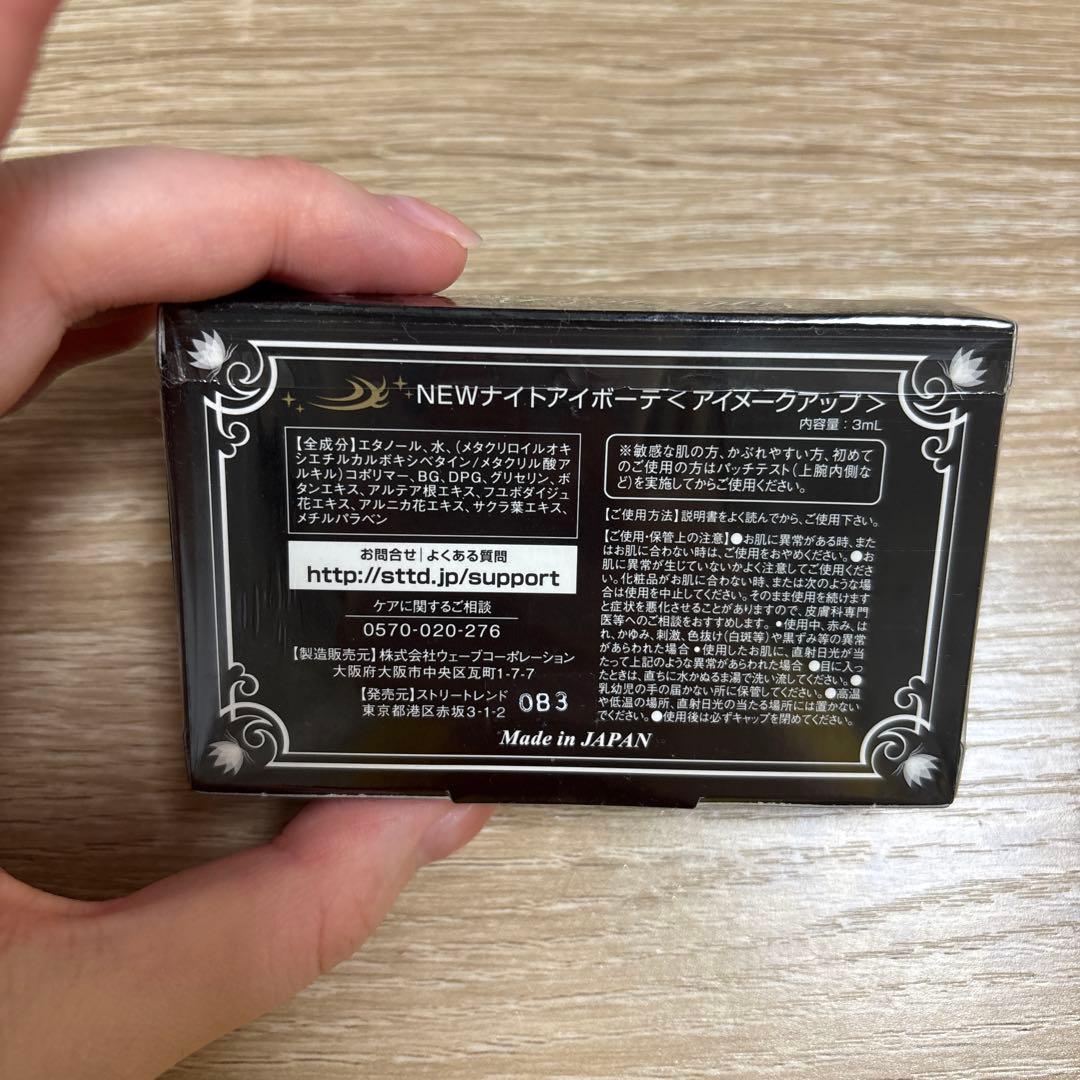 NEWナイトアイボーテ<アイメークアップ>
内容量:3mL
【全成分】エタノール、水、(メタクリロイルオキ
シエチルカルボキシベタイン/メタクリル酸ア
ルキル)コポリマー、BG、DPG、グリセリン、ボ
タンエキス、アルテア根エキス、フユボダイジュ
花エキス、アルニカ花エキス、サクラ葉エキス、
メチルパラベン
お問合せ|よくある質問
http://sttd.jp/support
ケアに関するご相談
0570-020-276
【製造販売元】株式会社ウェーブコーポレーション
大阪府大阪市中央区瓦町1-7-7
【発売元】ストリートレンド
東京都港区赤坂3-1-2
083
※敏感な肌の方、かぶれやすい方、初めて
のご使用の方はパッチテスト(上腕内側な
ど)を実施してからご使用ください。
【ご使用方法】説明書をよく読んでから、ご使用下さい。
【ご使用・保管上の注意】●お肌に異常がある時、また
はお肌に合わない時は、ご使用をおやめください。●お
肌に異常が生じていないかよく注意してご使用くださ
い。化粧品がお肌に合わない時、または次のような場
合は使用を中止してください。そのまま使用を続けます
と症状を悪化させることがありますので、皮膚科専門
医等へのご相談をおすすめします。•使用中、赤み、は
れ、かゆみ、刺激、色抜け(白斑等)や黒ずみ等の異常
があらわれた場合•使用したお肌に、直射日光が当
たって上記のような異常があらわれた場合●目に入っ
たときは、直ちに水かぬるま湯で洗い流してください。●
乳幼児の手の届かない所に保管してください。●高温
や低温の場所、直射日光の当たる場所には置かない
でください。●使用後は必ずキャップを閉めてください。
Made in JAPAN